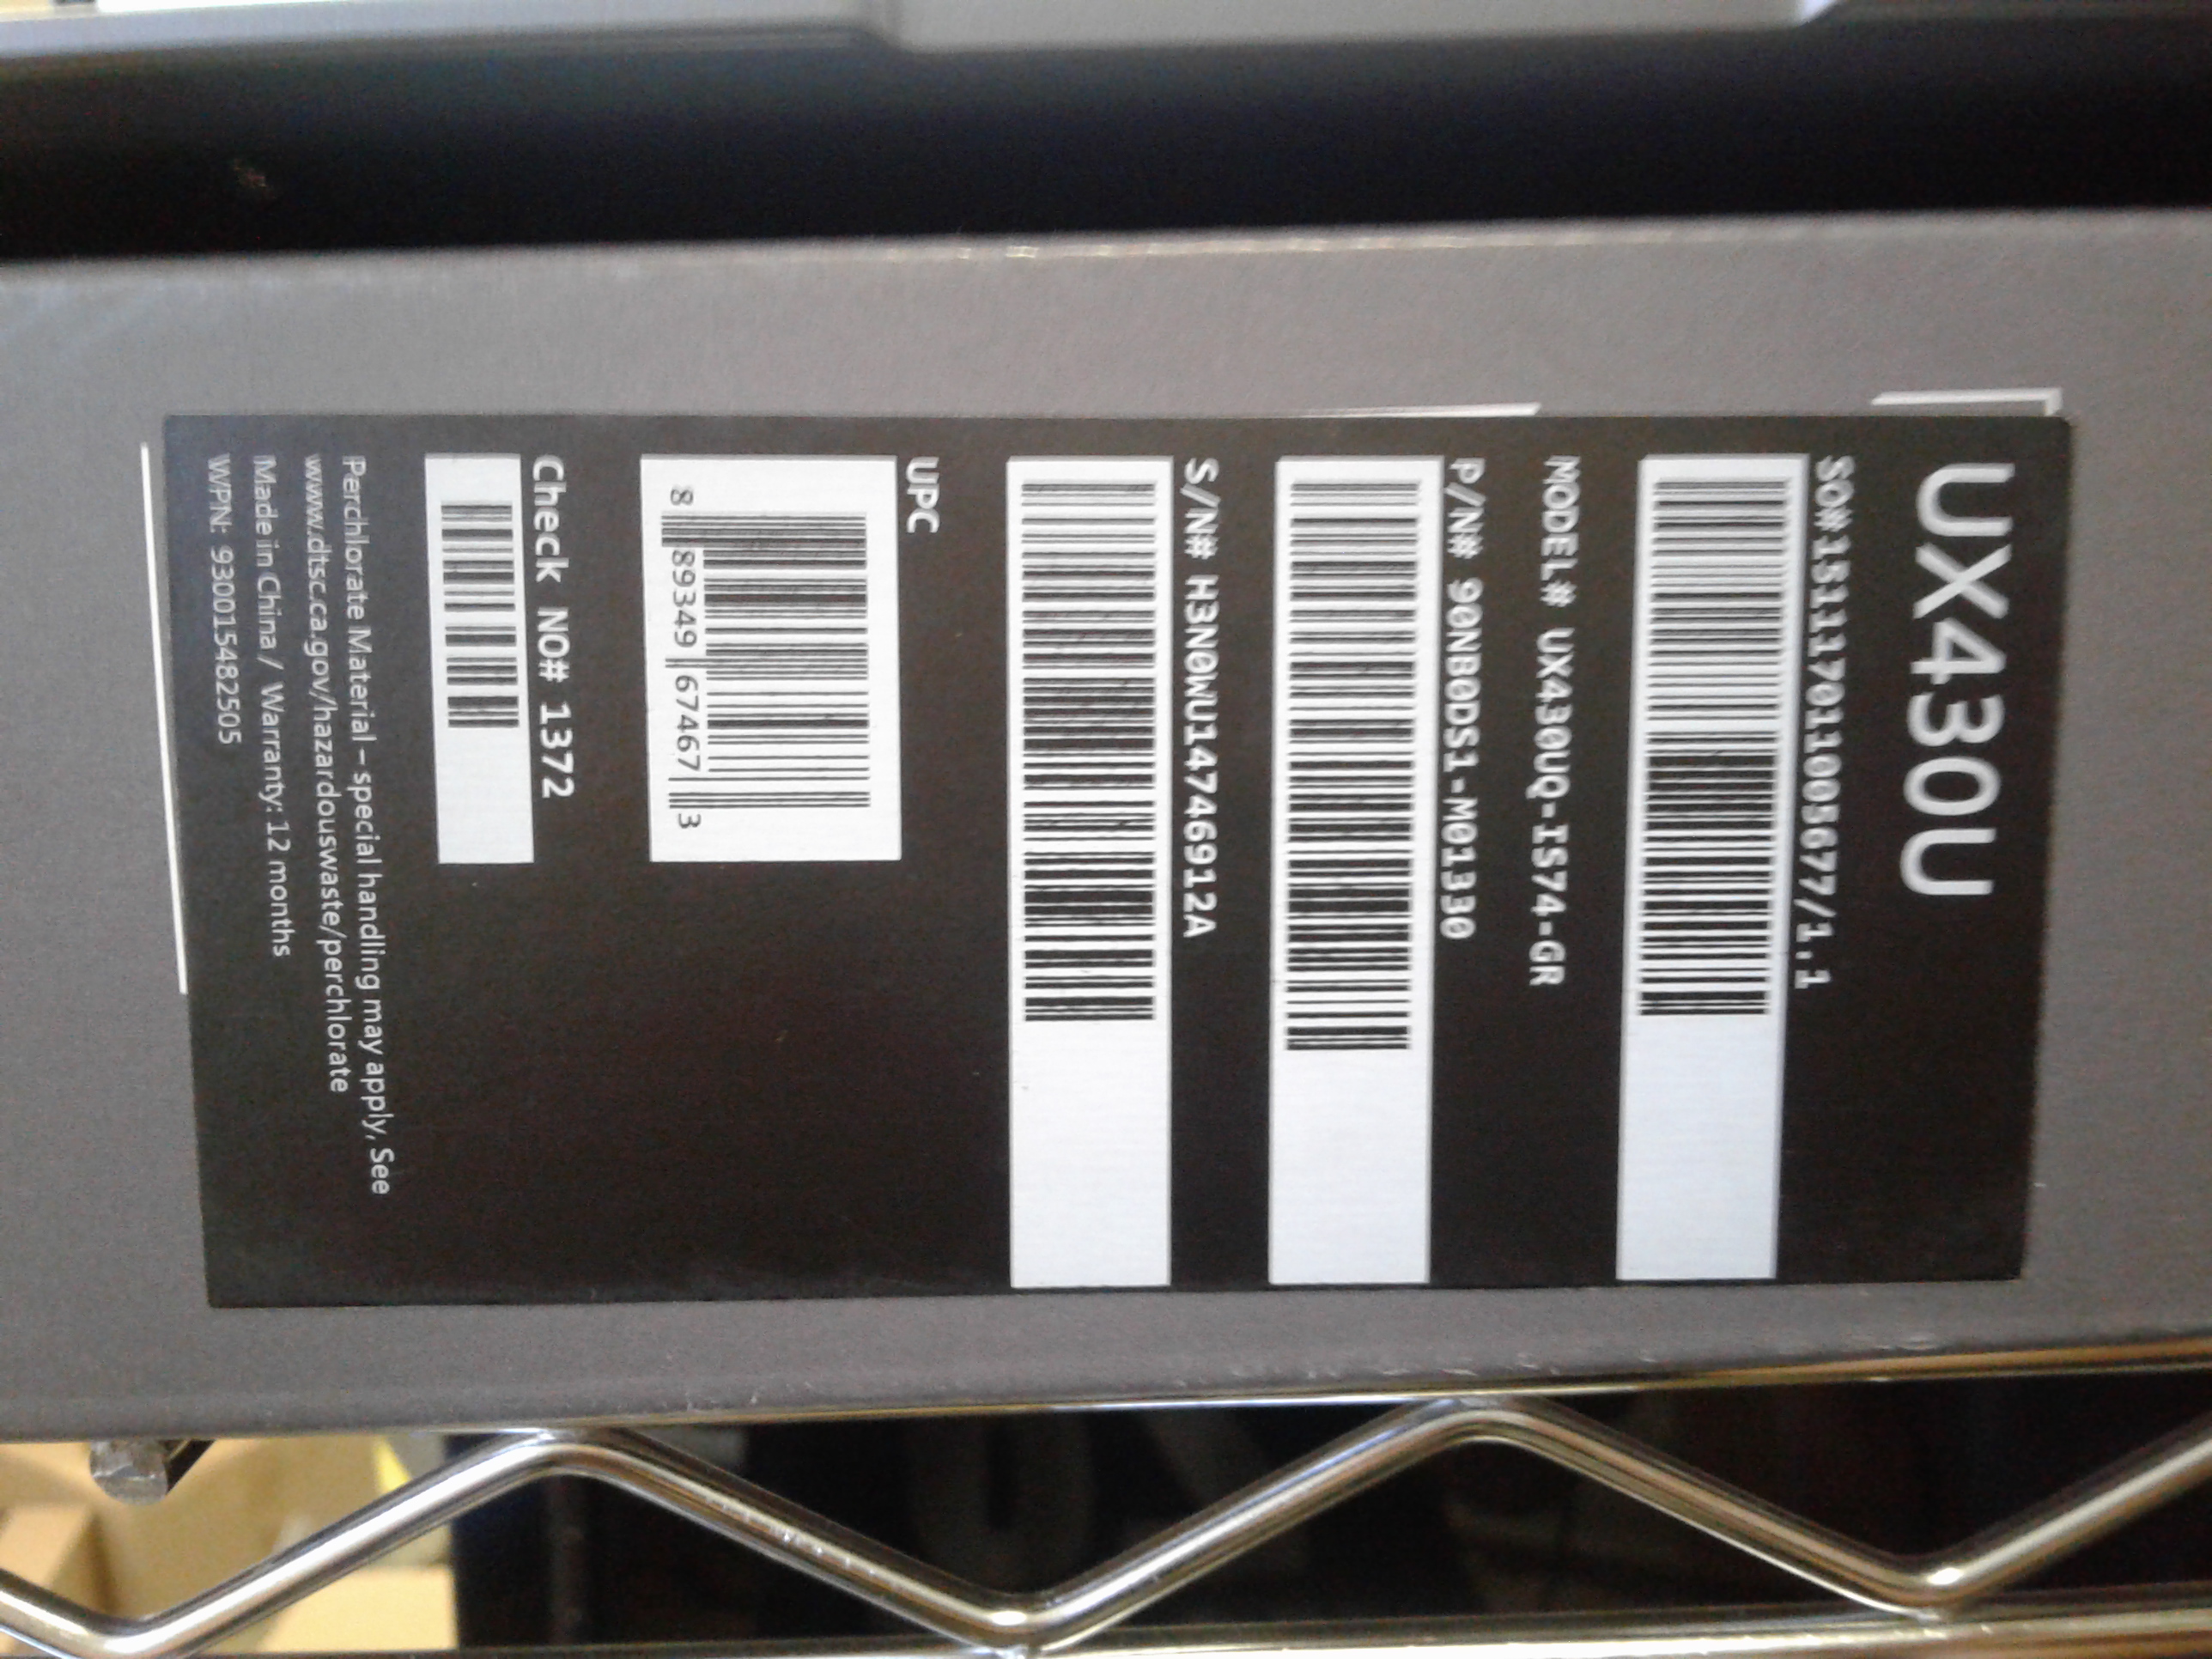 UX430U
SO#151117011005677/1.1
MODEL# UX430UQ-IS74-GR
P/N# 90NB0DS1-M01330
S/N# H3N0WU14746912A
UPC
8 89349 67467 3
Check NO# 1372
Perchlorate Material – special handling may apply, See
www.dtsc.ca.gov/hazardouswaste/perchlorate
Made in China / Warranty: 12 months
WPN: 930015482505